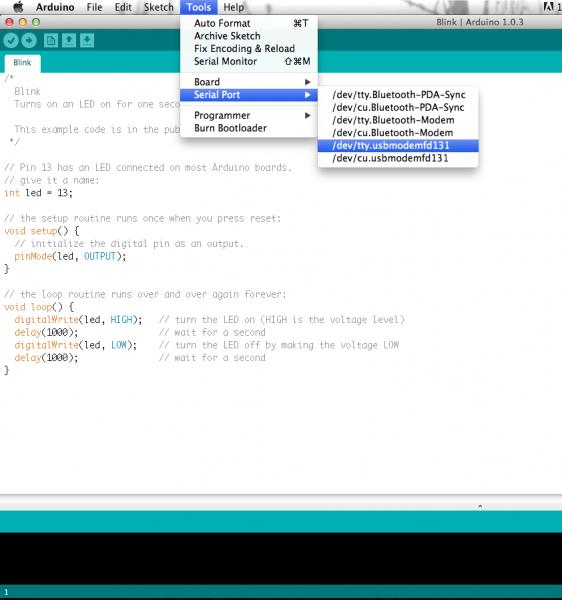 Arduino File Edit Sketch Tools Help
Blink | Arduino 1.0.3
Auto Format ⌘T
Archive Sketch
Fix Encoding & Reload
Serial Monitor ⇧⌘M
Board
Serial Port
Programmer
Burn Bootloader
/dev/tty.Bluetooth-PDA-Sync
/dev/cu.Bluetooth-PDA-Sync
/dev/tty.Bluetooth-Modem
/dev/cu.Bluetooth-Modem
/dev/tty.usbmodemfd131
/dev/cu.usbmodemfd131
Blink
/*
Blink
Turns on an LED on for one
This example code is in the
*/
// Pin 13 has an LED connected on most Arduino boards.
// give it a name:
int led = 13;
// the setup routine runs once when you press reset:
void setup() {
// initialize the digital pin as an output.
pinMode(led, OUTPUT);
}
// the loop routine runs over and over again forever:
void loop() {
digitalWrite(led, HIGH); // turn the LED on (HIGH is the voltage level)
delay(1000); // wait for a second
digitalWrite(led, LOW); // turn the LED off by making the voltage LOW
delay(1000); // wait for a second
}
1